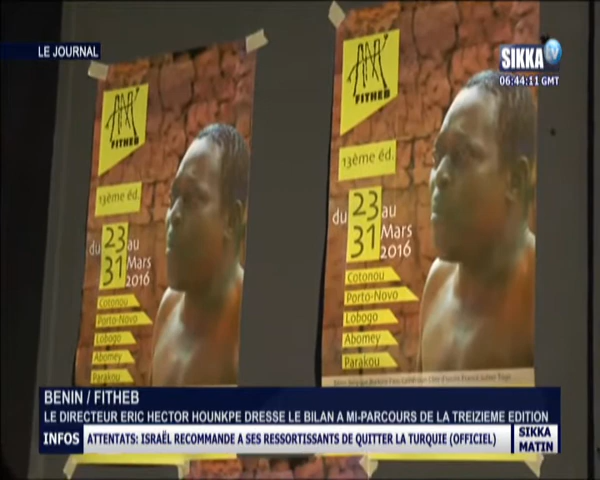 LE JOURNAL
SIKKA TV
06:44:11 GMT
FITHEB
13ème éd.
du 23 au
31 Mars
2016
Cotonou
Porto-Novo
Lobogo
Abomey
Parakou
FITHEB
13ème éd.
du 23 au
31 Mars
2016
Cotonou
Porto-Novo
Lobogo
Abomey
Parakou
BENIN / FITHEB
LE DIRECTEUR ERIC HECTOR HOUNKPE DRESSE LE BILAN A MI-PARCOURS DE LA TREIZIEME EDITION
INFOS
ATTENTATS: ISRAËL RECOMMANDE A SES RESSORTISSANTS DE QUITTER LA TURQUIE (OFFICIEL)
SIKKA
MATIN